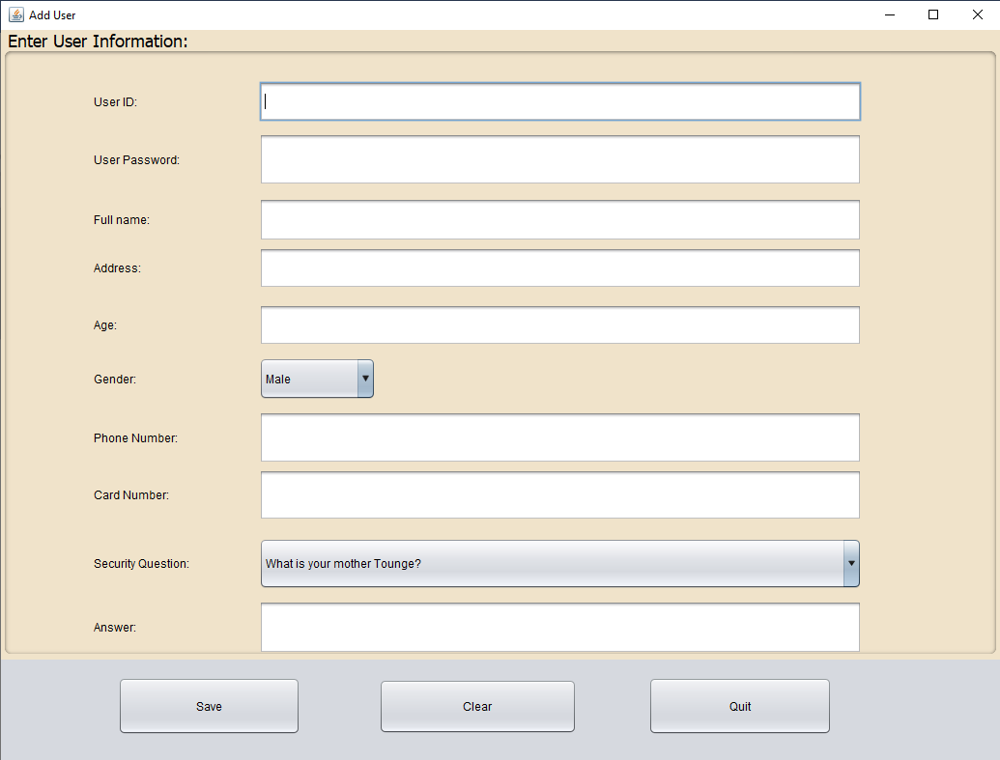 Add User
Enter User Information:
User ID:
User Password:
Full name:
Address:
Age:
Gender: Male
Phone Number:
Card Number:
Security Question: What is your mother Tounge?
Answer:
Save Clear Quit